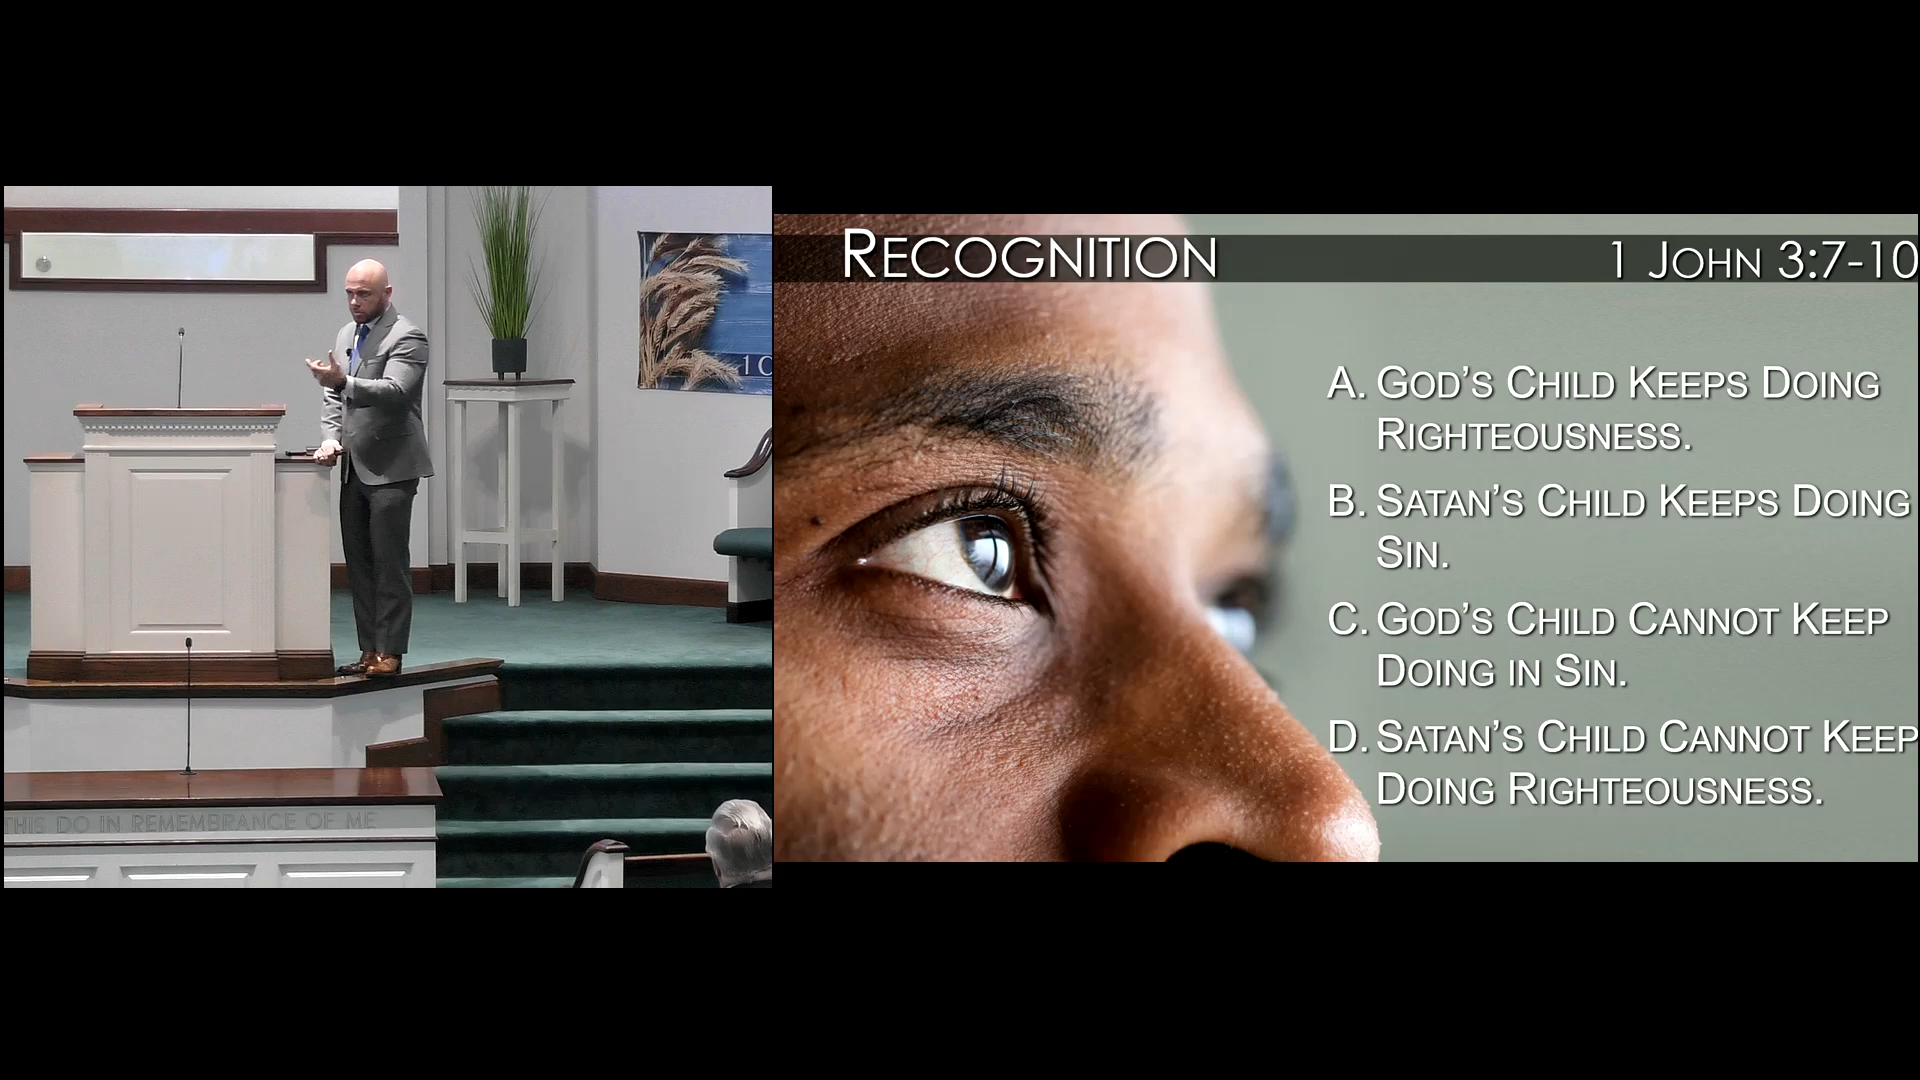 RECOGNITION
1 JOHN 3:7-10
A. GOD'S CHILD KEEPS DOING
RIGHTEOUSNESS.
B. SATAN'S CHILD KEEPS DOING
SIN.
C. GOD'S CHILD CANNOT KEEP
DOING IN SIN.
D. SATAN'S CHILD CANNOT KEEP
DOING RIGHTEOUSNESS.
10
THIS DO IN REMEMBRANCE OF ME